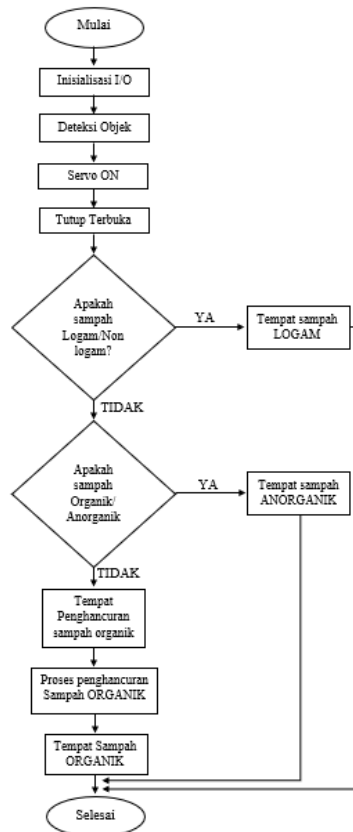 Mulai
Inisialisasi I/O
Deteksi Objek
Servo ON
Tutup Terbuka
Apakah
sampah
Logam/Non
logam?
YA
Tempat sampah
LOGAM
TIDAK
Apakah
sampah
Organik/
Anorganik
YA
Tempat sampah
ANORGANIK
TIDAK
Tempat
Penghancuran
sampah organik
Proses penghancuran
Sampah ORGANIK
Tempat Sampah
ORGANIK
Selesai